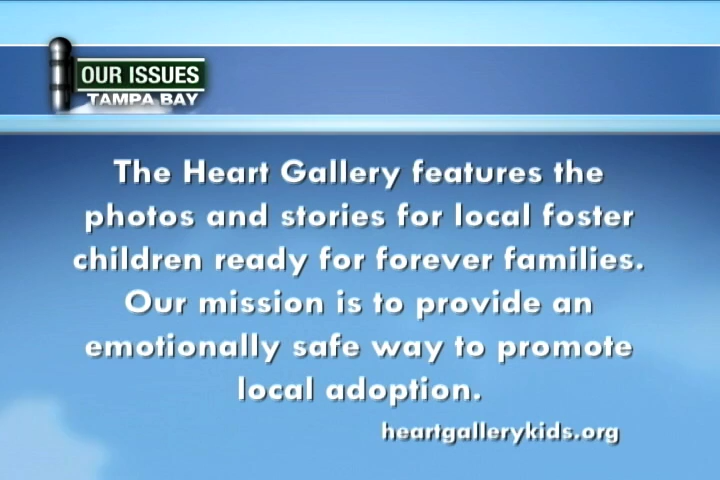 OUR ISSUES
TAMPA BAY
The Heart Gallery features the
photos and stories for local foster
children ready for forever families.
Our mission is to provide an
emotionally safe way to promote
local adoption.
heartgallerykids.org